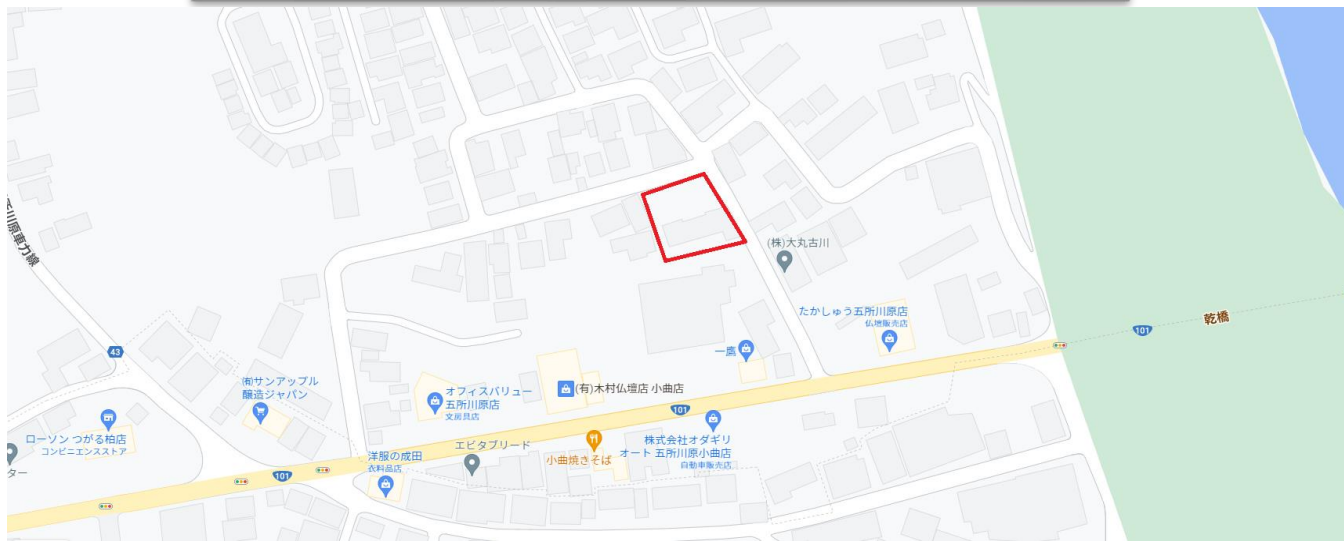 所川原車力線
(株)大丸古川
たかしゅう五所川原店
仏壇販売店
乾橋
101
一鷹
43
(有)サンアップル
醸造ジャパン
オフィスバリュー
五所川原店
文房具店
(有)木村仏壇店 小曲店
101
ローソン つがる柏店
コンビニエンスストア
ター
101
洋服の成田
衣料品店
エビタブリード
小曲焼きそば
株式会社オダギリ
オート 五所川原小曲店
自動車販売店